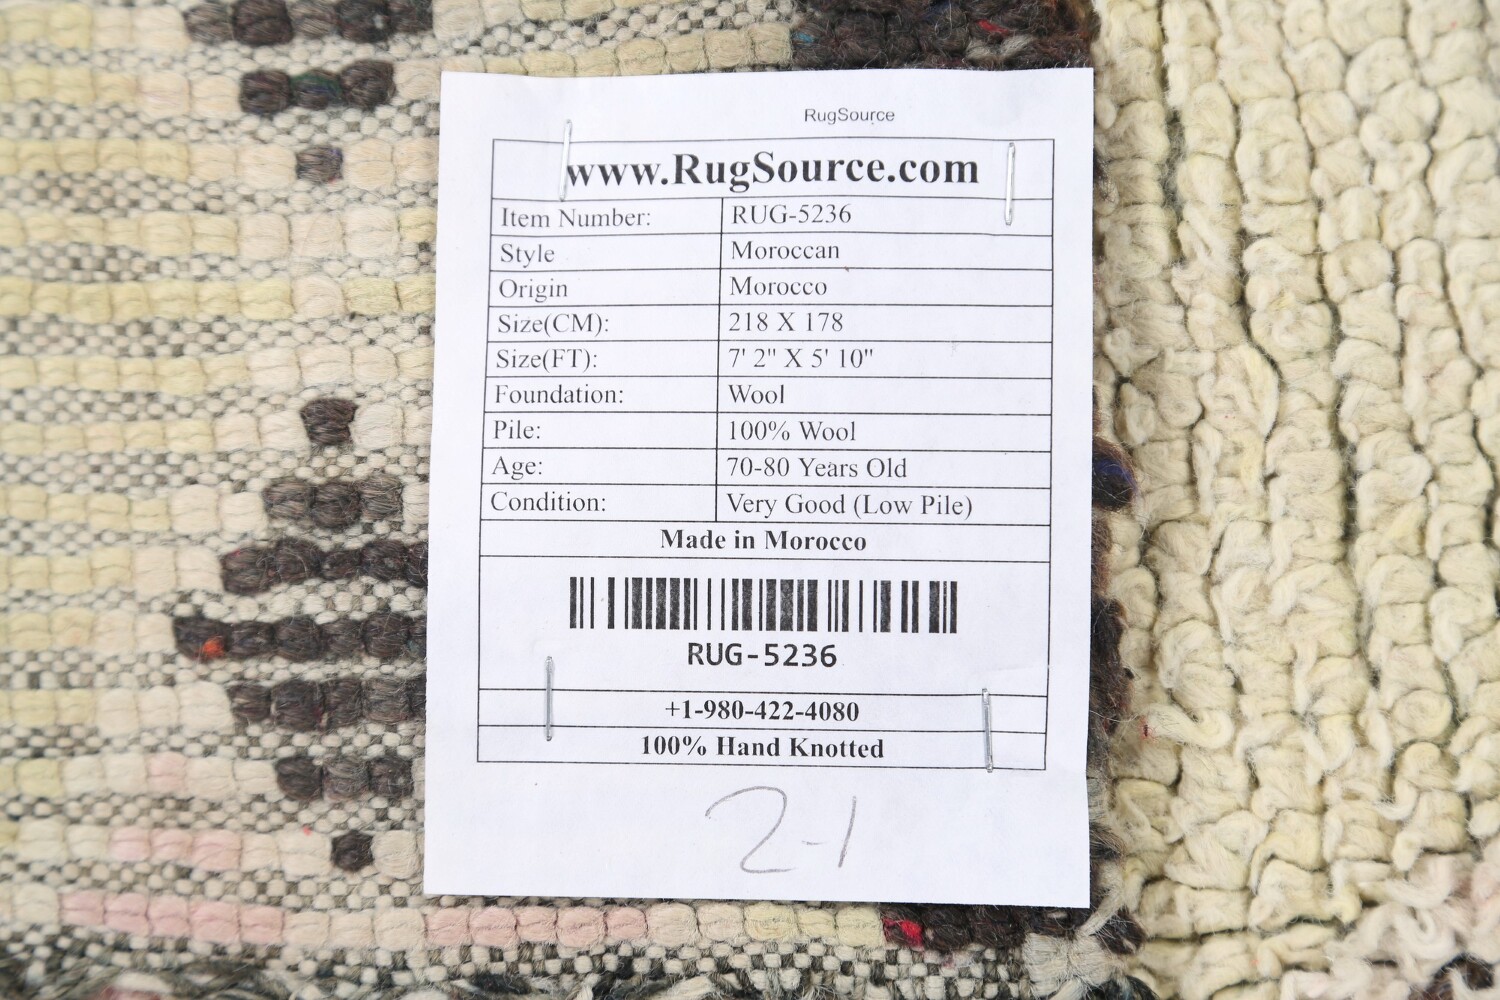 RugSource
www.RugSource.com
Item Number: RUG-5236
Style Moroccan
Origin Morocco
Size(CM): 218 X 178
Size(FT): 7' 2" X 5' 10"
Foundation: Wool
Pile: 100% Wool
Age: 70-80 Years Old
Condition: Very Good (Low Pile)
Made in Morocco
RUG-5236
+1-980-422-4080
100% Hand Knotted
2-1